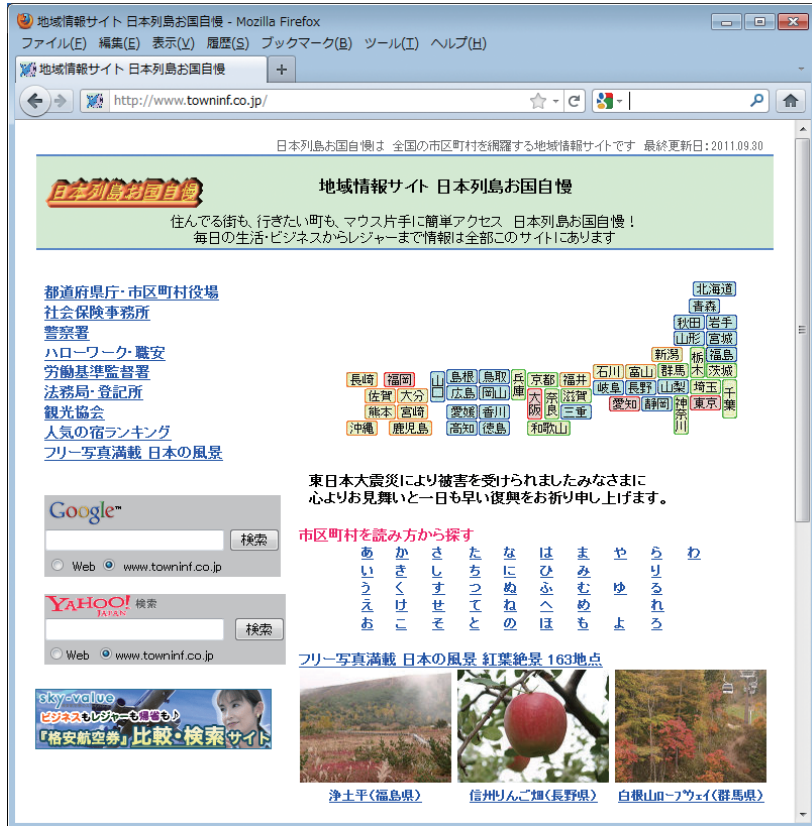 地域情報サイト 日本列島お国自慢 - Mozilla Firefox
ファイル(F) 編集(E) 表示(V) 履歴(S) ブックマーク(B) ツール(T) ヘルプ(H)
地域情報サイト 日本列島お国自慢 +
http://www.towninf.co.jp/
日本列島お国自慢は 全国の市区町村を網羅する地域情報サイトです 最終更新日:2011.09.30
日本列島お国自慢
地域情報サイト 日本列島お国自慢
住んでる街も、行きたい町も、マウス片手に簡単アクセス 日本列島お国自慢!
毎日の生活・ビジネスからレジャーまで情報は全部このサイトにあります
都道府県庁・市区町村役場
社会保険事務所
警察署
ハローワーク・職安
労働基準監督署
法務局・登記所
観光協会
人気の宿ランキング
フリー写真満載 日本の風景
北海道
青森
秋田 岩手
山形 宮城
新潟 栃木 福島
石川 富山 群馬 茨城
長崎 福岡 山口 島根 鳥取 兵庫 京都 福井
岐阜 長野 山梨 埼玉 千葉
佐賀 大分 広島 岡山 大阪 奈良 滋賀
愛知 静岡 神奈川 東京
熊本 宮崎 愛媛 香川 三重
沖縄 鹿児島 高知 徳島 和歌山
東日本大震災により被害を受けられましたみなさまに
心よりお見舞いと一日も早い復興をお祈り申し上げます。
Google™
検索
Web www.towninf.co.jp
YAHOO! JAPAN 検索
検索
Web www.towninf.co.jp
sky-value
ビジネスもレジャーも帰省も♪
『格安航空券』比較・検索サイト
市区町村を読み方から探す
あ か さ た な は ま や ら わ
い き し ち に ひ み り
う く す つ ぬ ふ む ゆ る
え け せ て ね へ め れ
お こ そ と の ほ も よ ろ
フリー写真満載 日本の風景 紅葉絶景 163地点
浄土平(福島県) 信州りんご畑(長野県) 白根山ロープウェイ(群馬県)